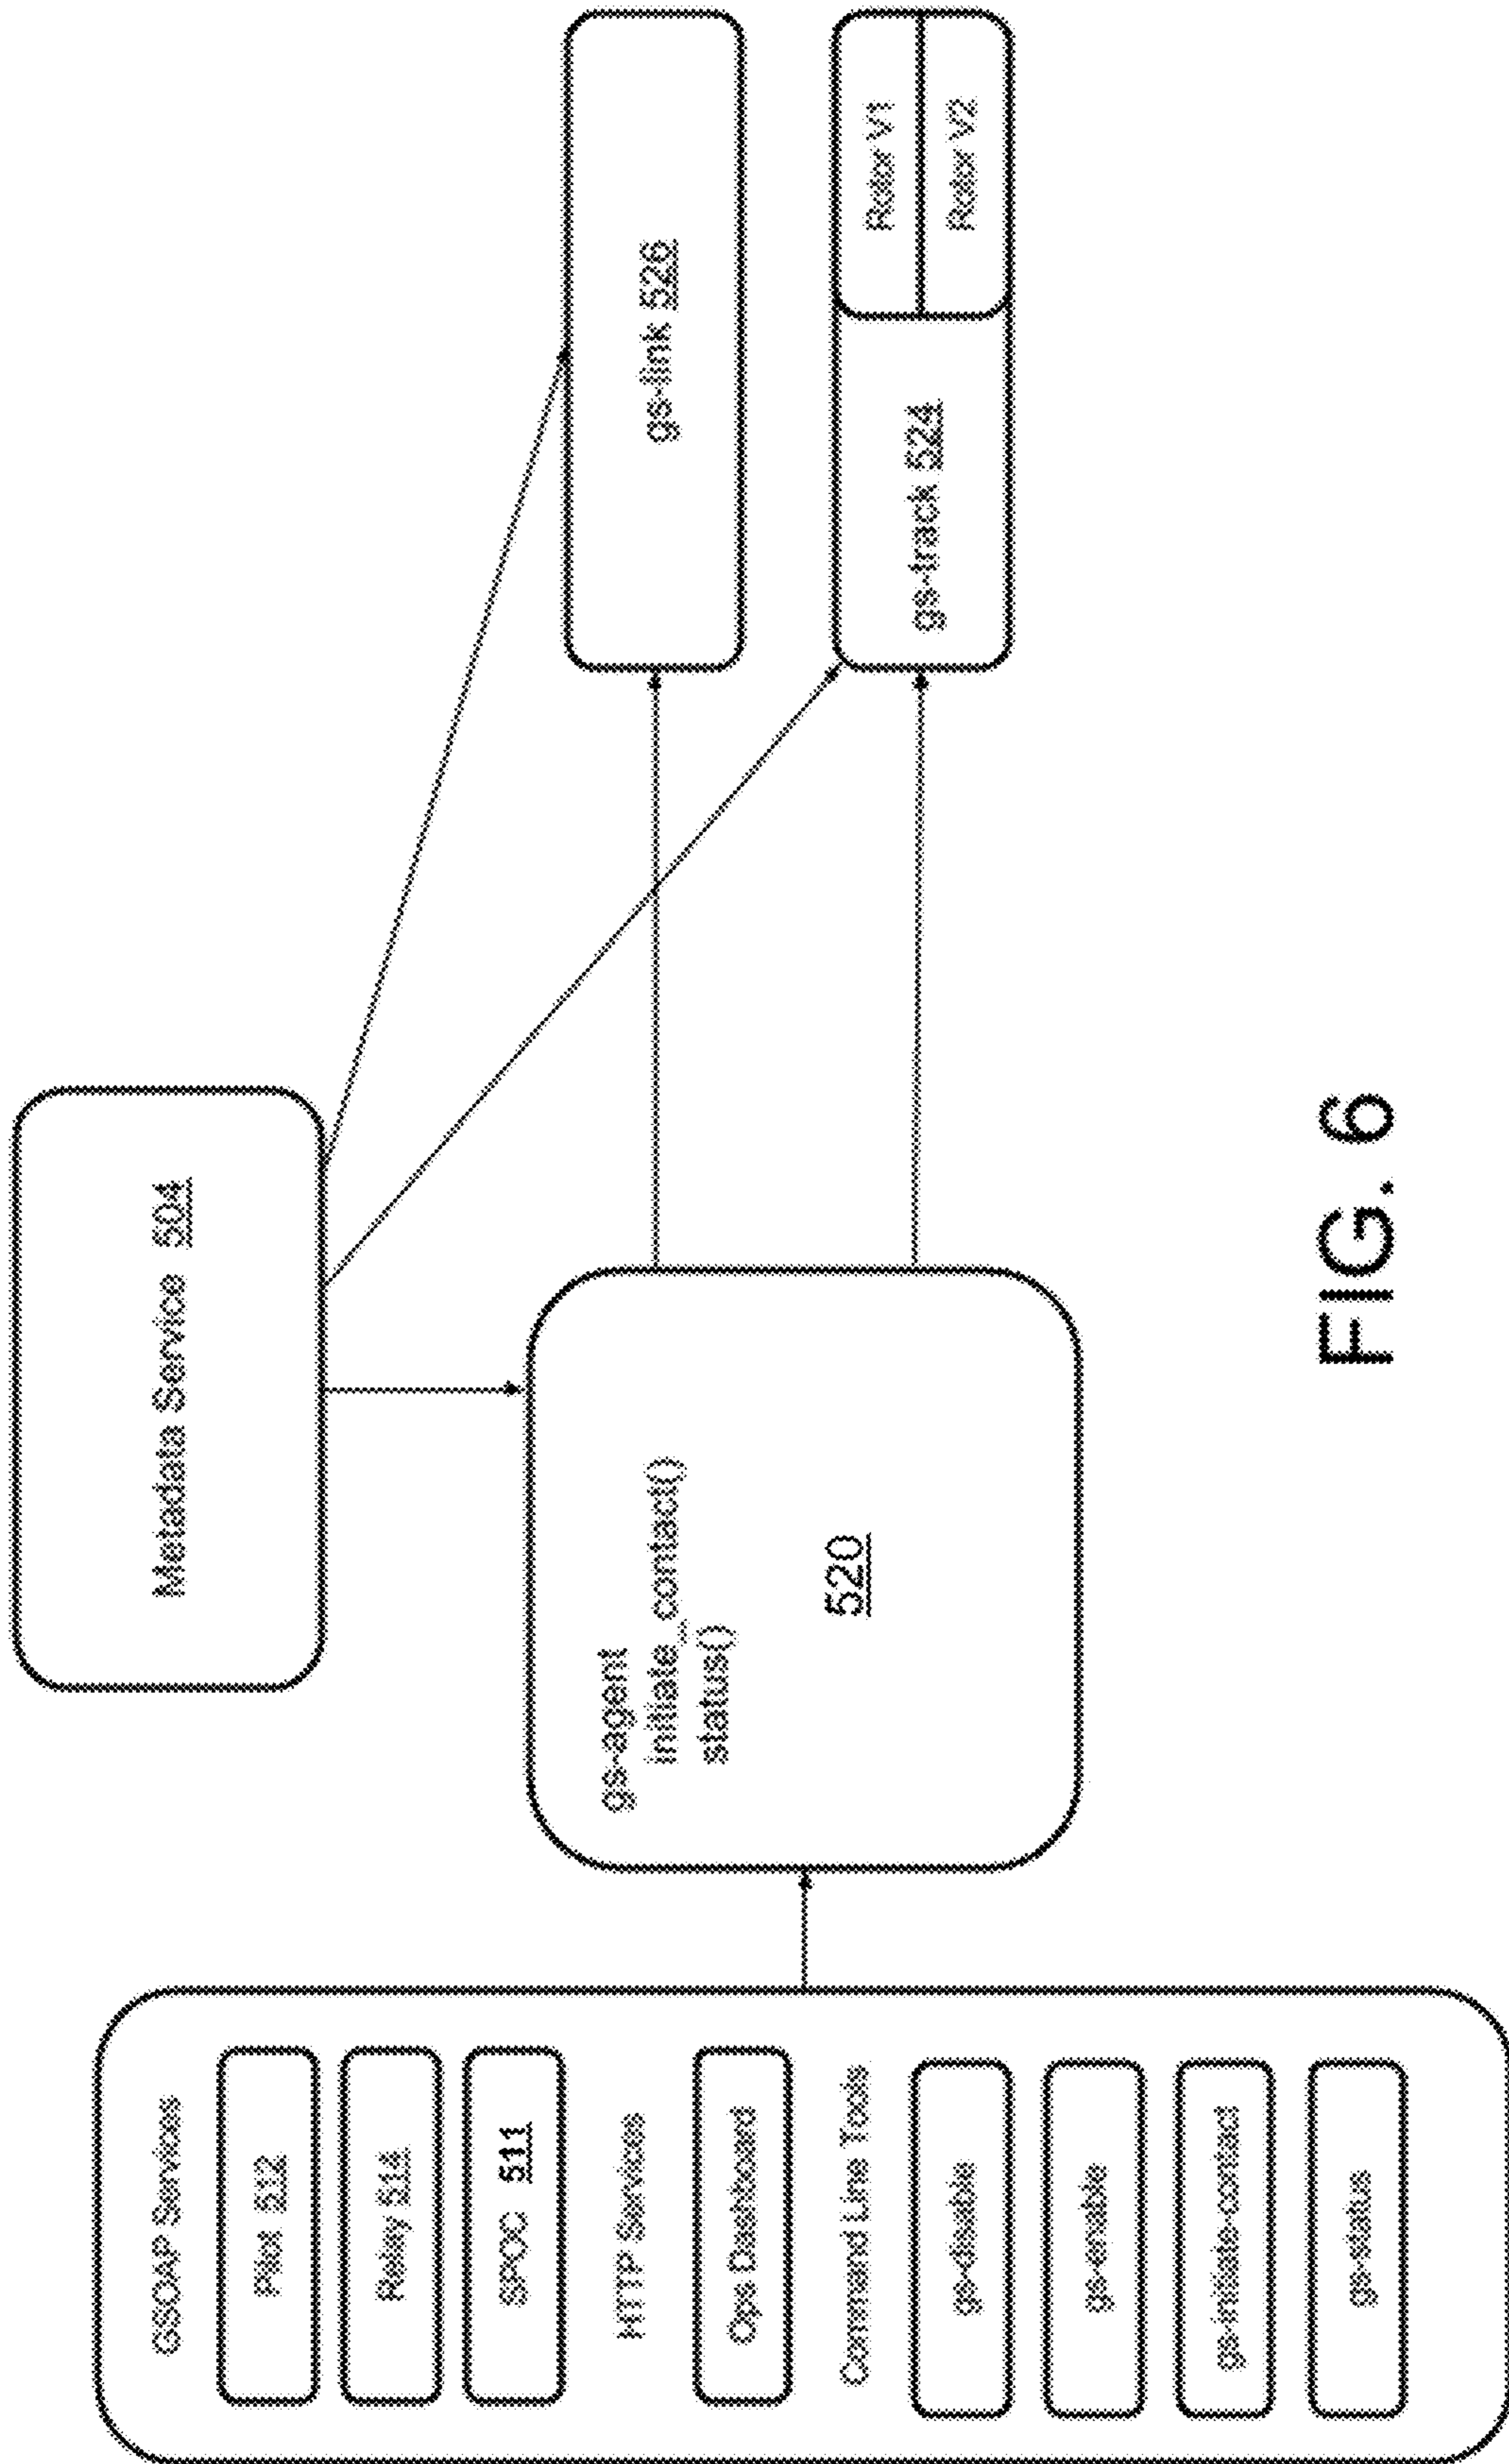 Metadata Service 504
GSOAP Services
Pilot 512
Relay 514
SPOC 511
HTTP Services
Ops Dashboard
Command Line Tools
gs-disable
gs-enable
gs-initiate-contact
gs-status
gs-agent
initiate_contact()
status()
520
gs-link 526
gs-track 524
Rotor V1
Rotor V2
FIG. 6